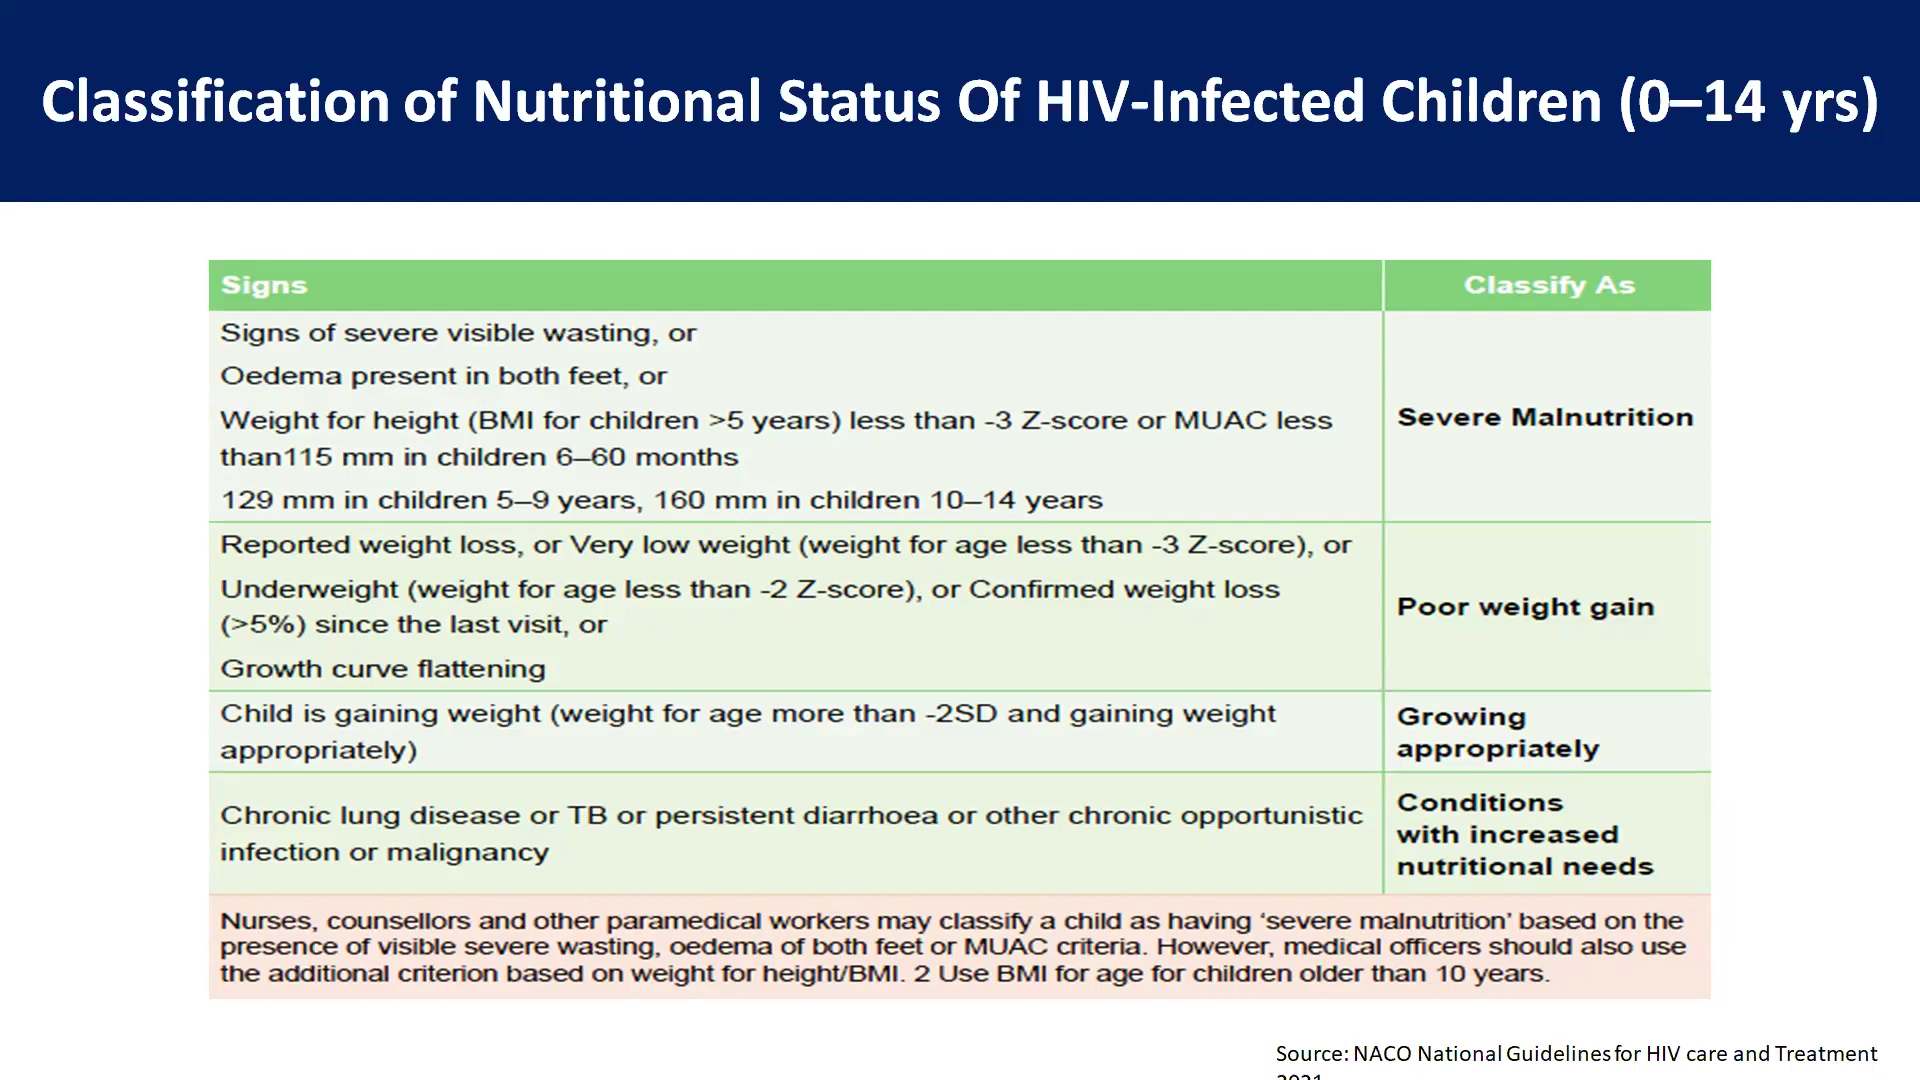 Classification of Nutritional Status Of HIV-Infected Children (0–14 yrs)
Signs
Classify As
Signs of severe visible wasting, or
Oedema present in both feet, or
Weight for height (BMI for children >5 years) less than -3 Z-score or MUAC less
than115 mm in children 6–60 months
129 mm in children 5–9 years, 160 mm in children 10–14 years
Severe Malnutrition
Reported weight loss, or Very low weight (weight for age less than -3 Z-score), or
Underweight (weight for age less than -2 Z-score), or Confirmed weight loss
(>5%) since the last visit, or
Growth curve flattening
Poor weight gain
Child is gaining weight (weight for age more than -2SD and gaining weight
appropriately)
Growing
appropriately
Chronic lung disease or TB or persistent diarrhoea or other chronic opportunistic
infection or malignancy
Conditions
with increased
nutritional needs
Nurses, counsellors and other paramedical workers may classify a child as having ‘severe malnutrition’ based on the
presence of visible severe wasting, oedema of both feet or MUAC criteria. However, medical officers should also use
the additional criterion based on weight for height/BMI. 2 Use BMI for age for children older than 10 years.
Source: NACO National Guidelines for HIV care and Treatment